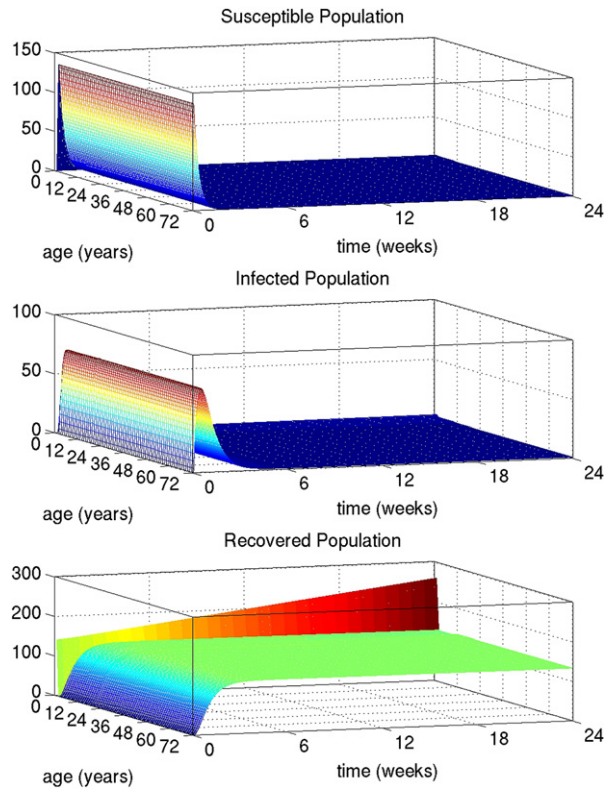 Susceptible Population
150
100
50
0
0 12 24 36 48 60 72
0 6 12 18 24
age (years)
time (weeks)
Infected Population
100
50
0
0 12 24 36 48 60 72
0 6 12 18 24
age (years)
time (weeks)
Recovered Population
300
200
100
0
0 12 24 36 48 60 72
0 6 12 18 24
age (years)
time (weeks)